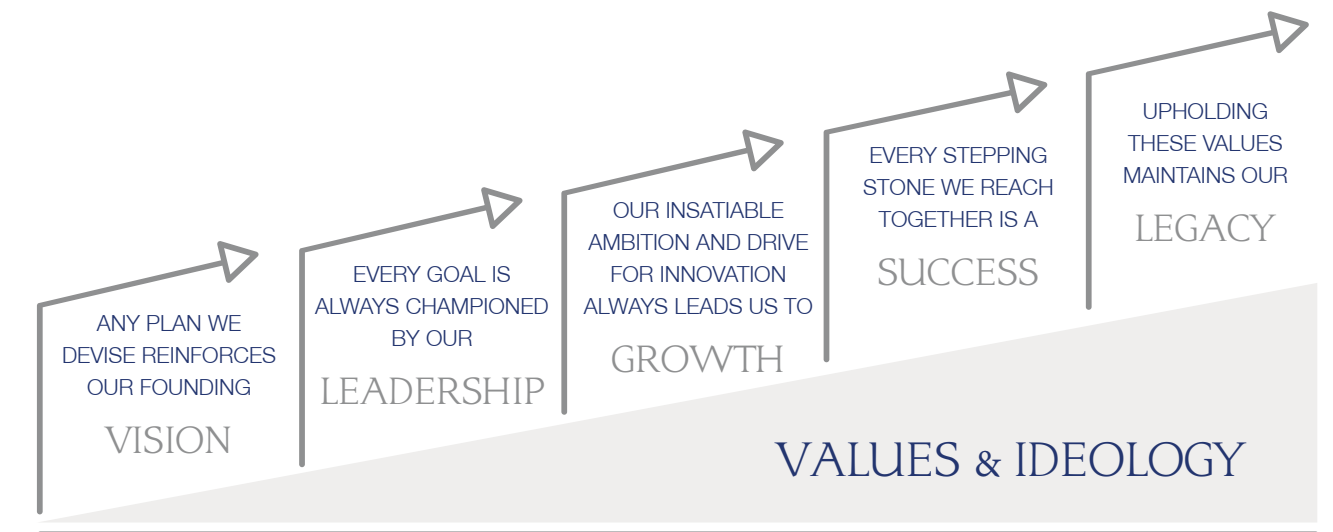 ANY PLAN WE
DEVISE REINFORCES
OUR FOUNDING
VISION
EVERY GOAL IS
ALWAYS CHAMPIONED
BY OUR
LEADERSHIP
OUR INSATIABLE
AMBITION AND DRIVE
FOR INNOVATION
ALWAYS LEADS US TO
GROWTH
EVERY STEPPING
STONE WE REACH
TOGETHER IS A
SUCCESS
UPHOLDING
THESE VALUES
MAINTAINS OUR
LEGACY
VALUES & IDEOLOGY